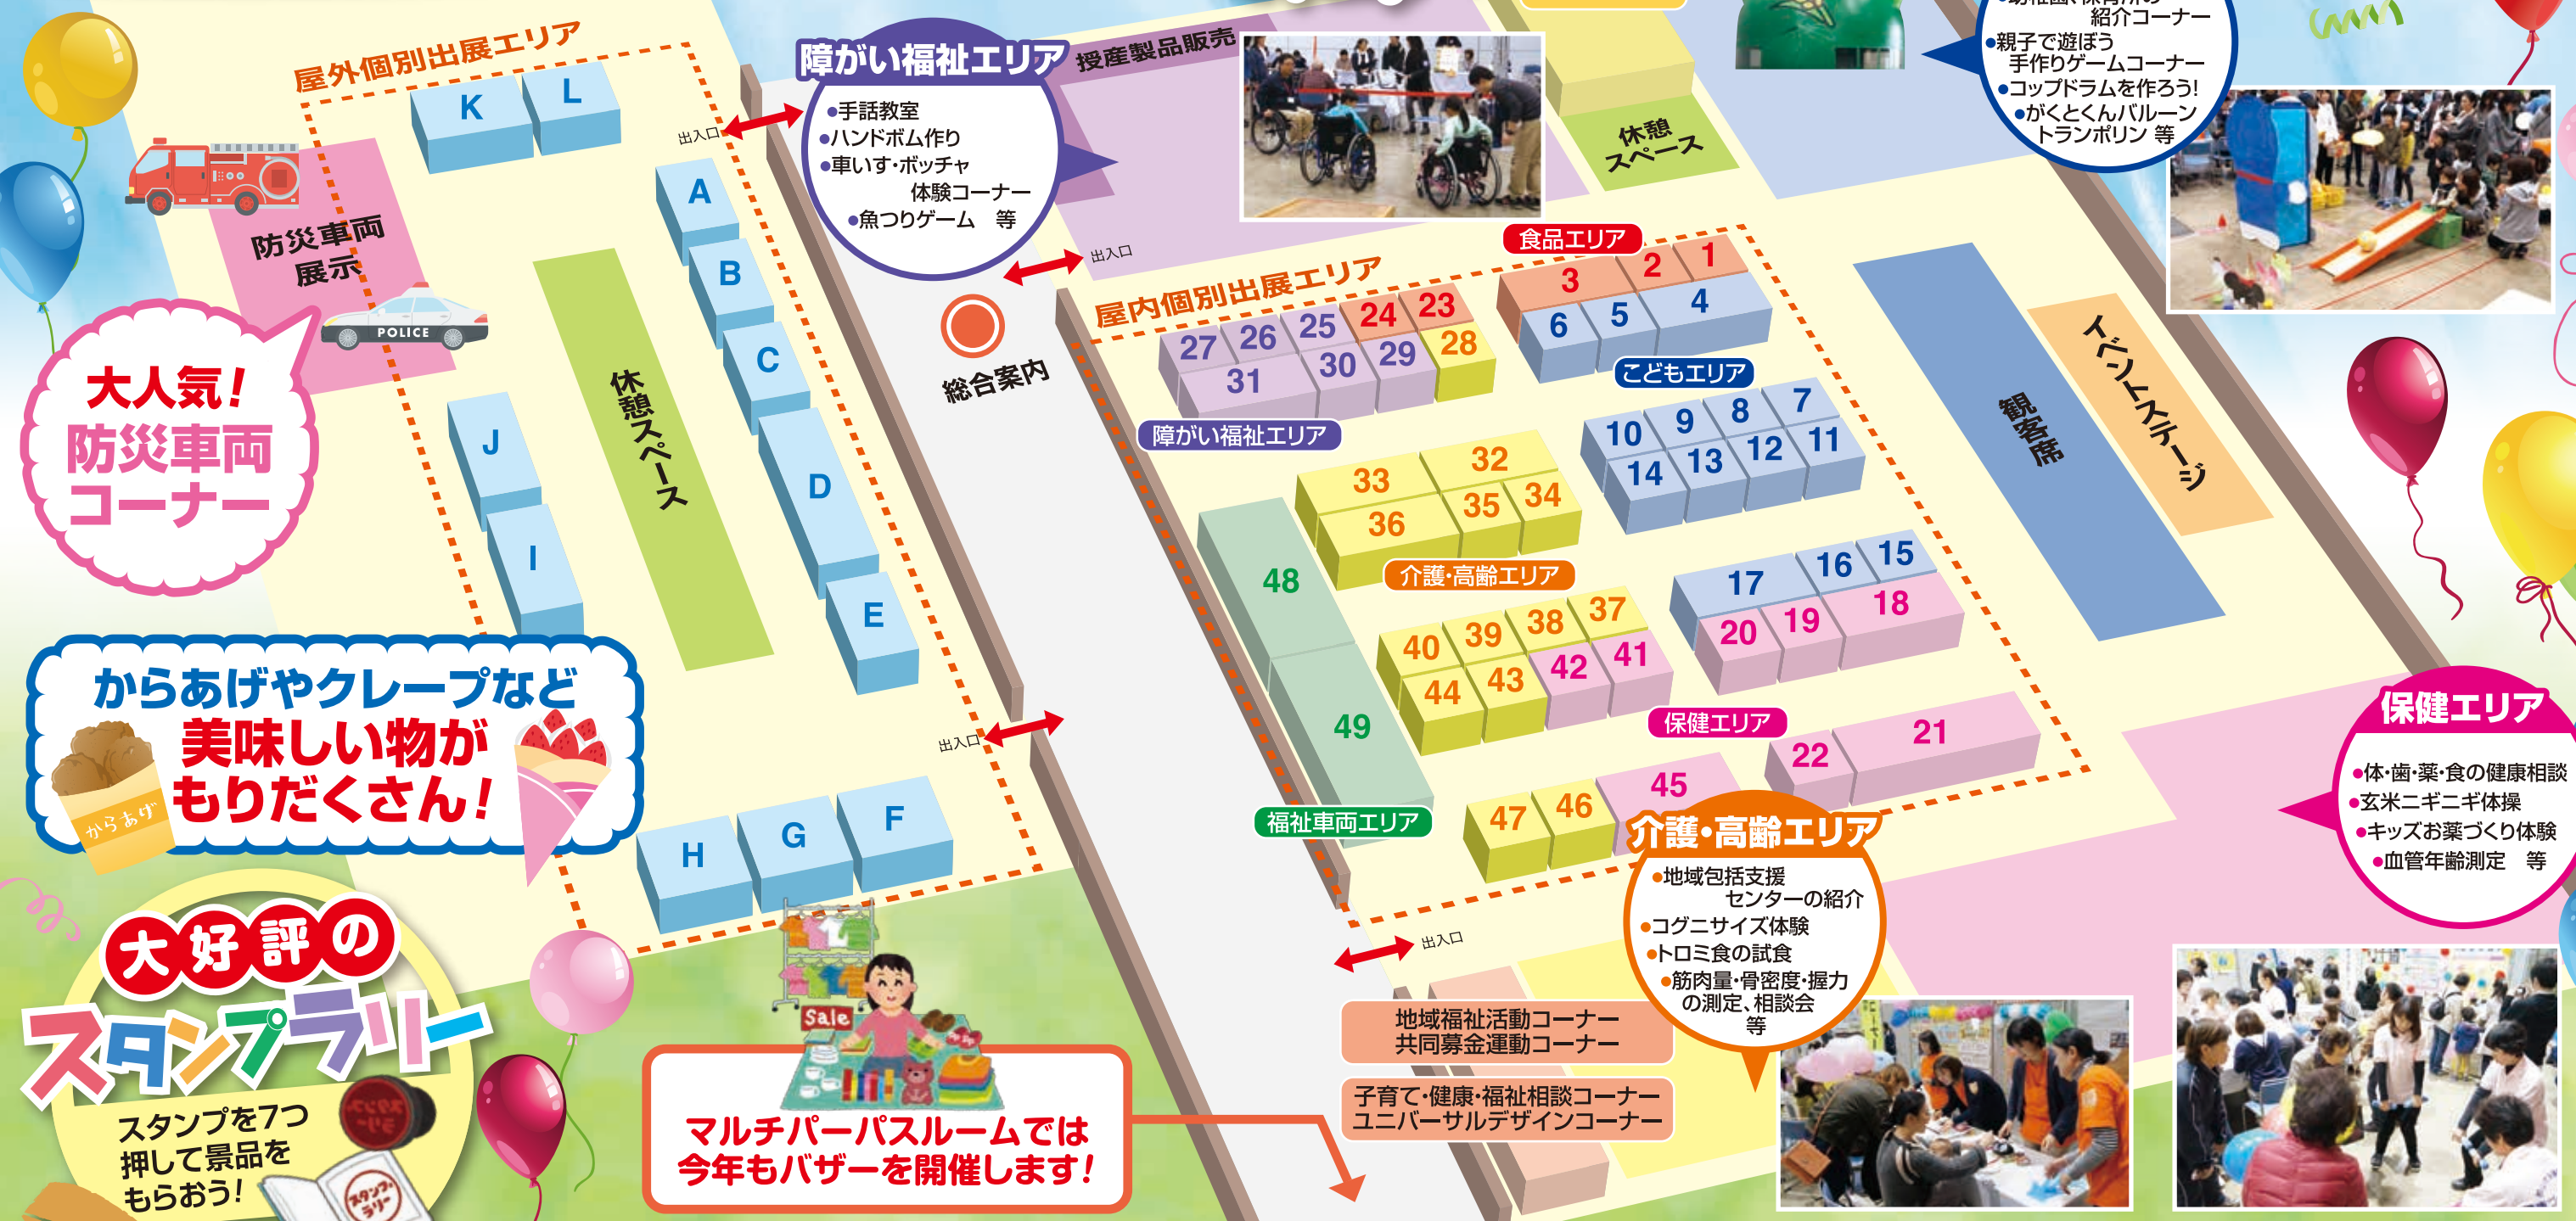 屋外個別出展エリア
K
L
出入口
A
B
C
D
E
F
G
H
I
J
防災車両
展示
POLICE
大人気!
防災車両
コーナー
休憩スペース
からあげやクレープなど
美味しい物が
もりだくさん!
からあげ
大好評の
スタンプラリー
スタンプを7つ
押して景品を
もらおう!
スタンプ
ラリー
障がい福祉エリア
●手話教室
●ハンドボム作り
●車いす・ボッチャ
体験コーナー
●魚つりゲーム 等
授産製品販売
出入口
総合案内
出入口
休憩
スペース
紹介コーナー
●親子で遊ぼう
手作りゲームコーナー
●コップドラムを作ろう!
●がくとくんバルーン
トランポリン 等
屋内個別出展エリア
食品エリア
3
2
1
6
5
4
27
26
25
24
23
31
30
29
28
障がい福祉エリア
こどもエリア
10
9
8
7
14
13
12
11
33
32
36
35
34
介護・高齢エリア
48
49
17
16
15
20
19
18
40
39
38
37
44
43
42
41
保健エリア
22
21
47
46
45
福祉車両エリア
観客席
イベントステージ
介護・高齢エリア
●地域包括支援
センターの紹介
●コグニサイズ体験
●トロミ食の試食
●筋肉量・骨密度・握力
の測定、相談会
等
保健エリア
●体・歯・薬・食の健康相談
●玄米ニギニギ体操
●キッズお薬づくり体験
●血管年齢測定 等
出入口
地域福祉活動コーナー
共同募金運動コーナー
子育て・健康・福祉相談コーナー
ユニバーサルデザインコーナー
Sale
マルチパーパスルームでは
今年もバザーを開催します!